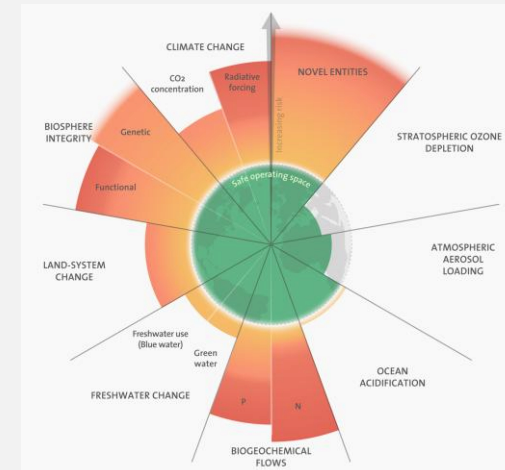 CLIMATE CHANGE
CO2
concentration
Radiative
forcing
Increasing risk
NOVEL ENTITIES
STRATOSPHERIC OZONE
DEPLETION
ATMOSPHERIC
AEROSOL
LOADING
OCEAN
ACIDIFICATION
BIOGEOCHEMICAL
FLOWS
N
P
FRESHWATER CHANGE
Green
water
Freshwater use
(Blue water)
LAND-SYSTEM
CHANGE
BIOSPHERE
INTEGRITY
Functional
Genetic
Safe operating space